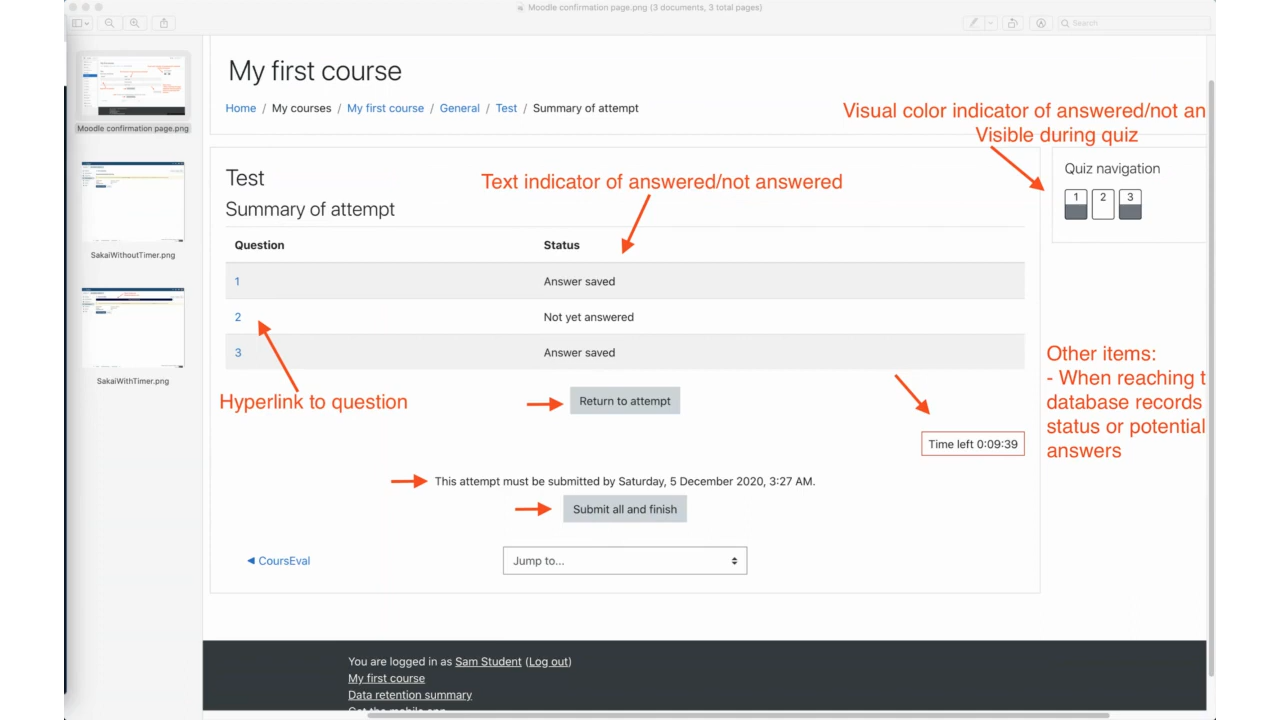 Moodle confirmation page.png (3 documents, 3 total pages)
Search
Moodle confirmation page.png
SakaiWithoutTimer.png
SakaiWithTimer.png
My first course
Home / My courses / My first course / General / Test / Summary of attempt
Visual color indicator of answered/not an
Visible during quiz
Quiz navigation
1 2 3
Test
Text indicator of answered/not answered
Summary of attempt
Question Status
1 Answer saved
2 Not yet answered
3 Answer saved
Hyperlink to question
Return to attempt
Other items:
- When reaching t
database records
status or potential
answers
Time left 0:09:39
This attempt must be submitted by Saturday, 5 December 2020, 3:27 AM.
Submit all and finish
◄ CoursEval
Jump to...
You are logged in as Sam Student (Log out)
My first course
Data retention summary
Get the mobile app